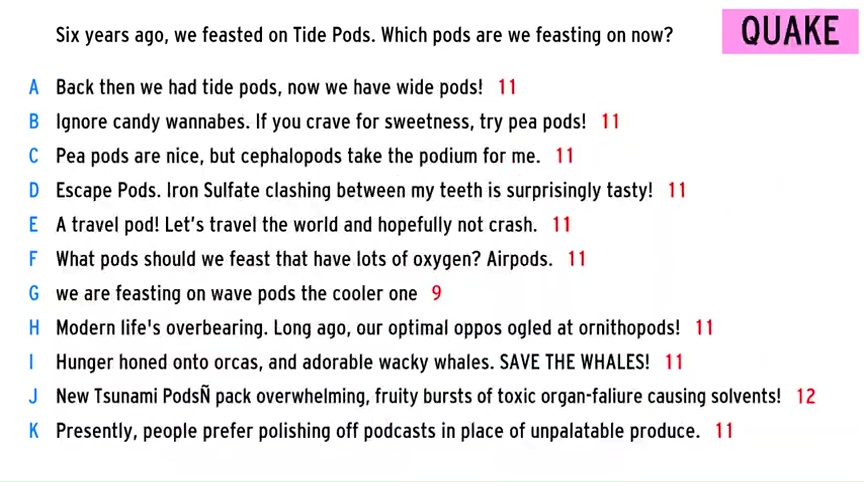 Six years ago, we feasted on Tide Pods. Which pods are we feasting on now?
QUAKE
A Back then we had tide pods, now we have wide pods! 11
B Ignore candy wannabes. If you crave for sweetness, try pea pods! 11
C Pea pods are nice, but cephalopods take the podium for me. 11
D Escape Pods. Iron Sulfate clashing between my teeth is surprisingly tasty! 11
E A travel pod! Let’s travel the world and hopefully not crash. 11
F What pods should we feast that have lots of oxygen? Airpods. 11
G we are feasting on wave pods the cooler one 9
H Modern life's overbearing. Long ago, our optimal oppos ogled at ornithopods! 11
I Hunger honed onto orcas, and adorable wacky whales. SAVE THE WHALES! 11
J New Tsunami PodsÑ pack overwhelming, fruity bursts of toxic organ-faliure causing solvents! 12
K Presently, people prefer polishing off podcasts in place of unpalatable produce. 11